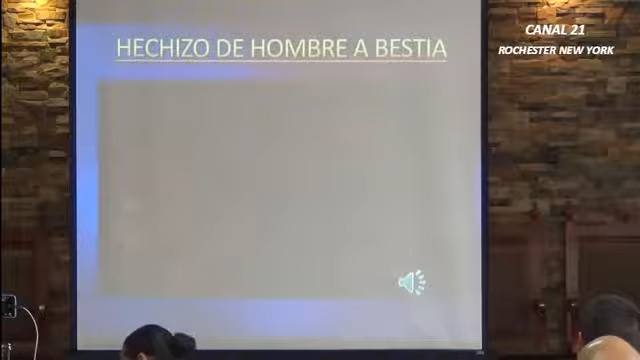 HECHIZO DE HOMBRE A BESTIA
CANAL 21
ROCHESTER NEW YORK